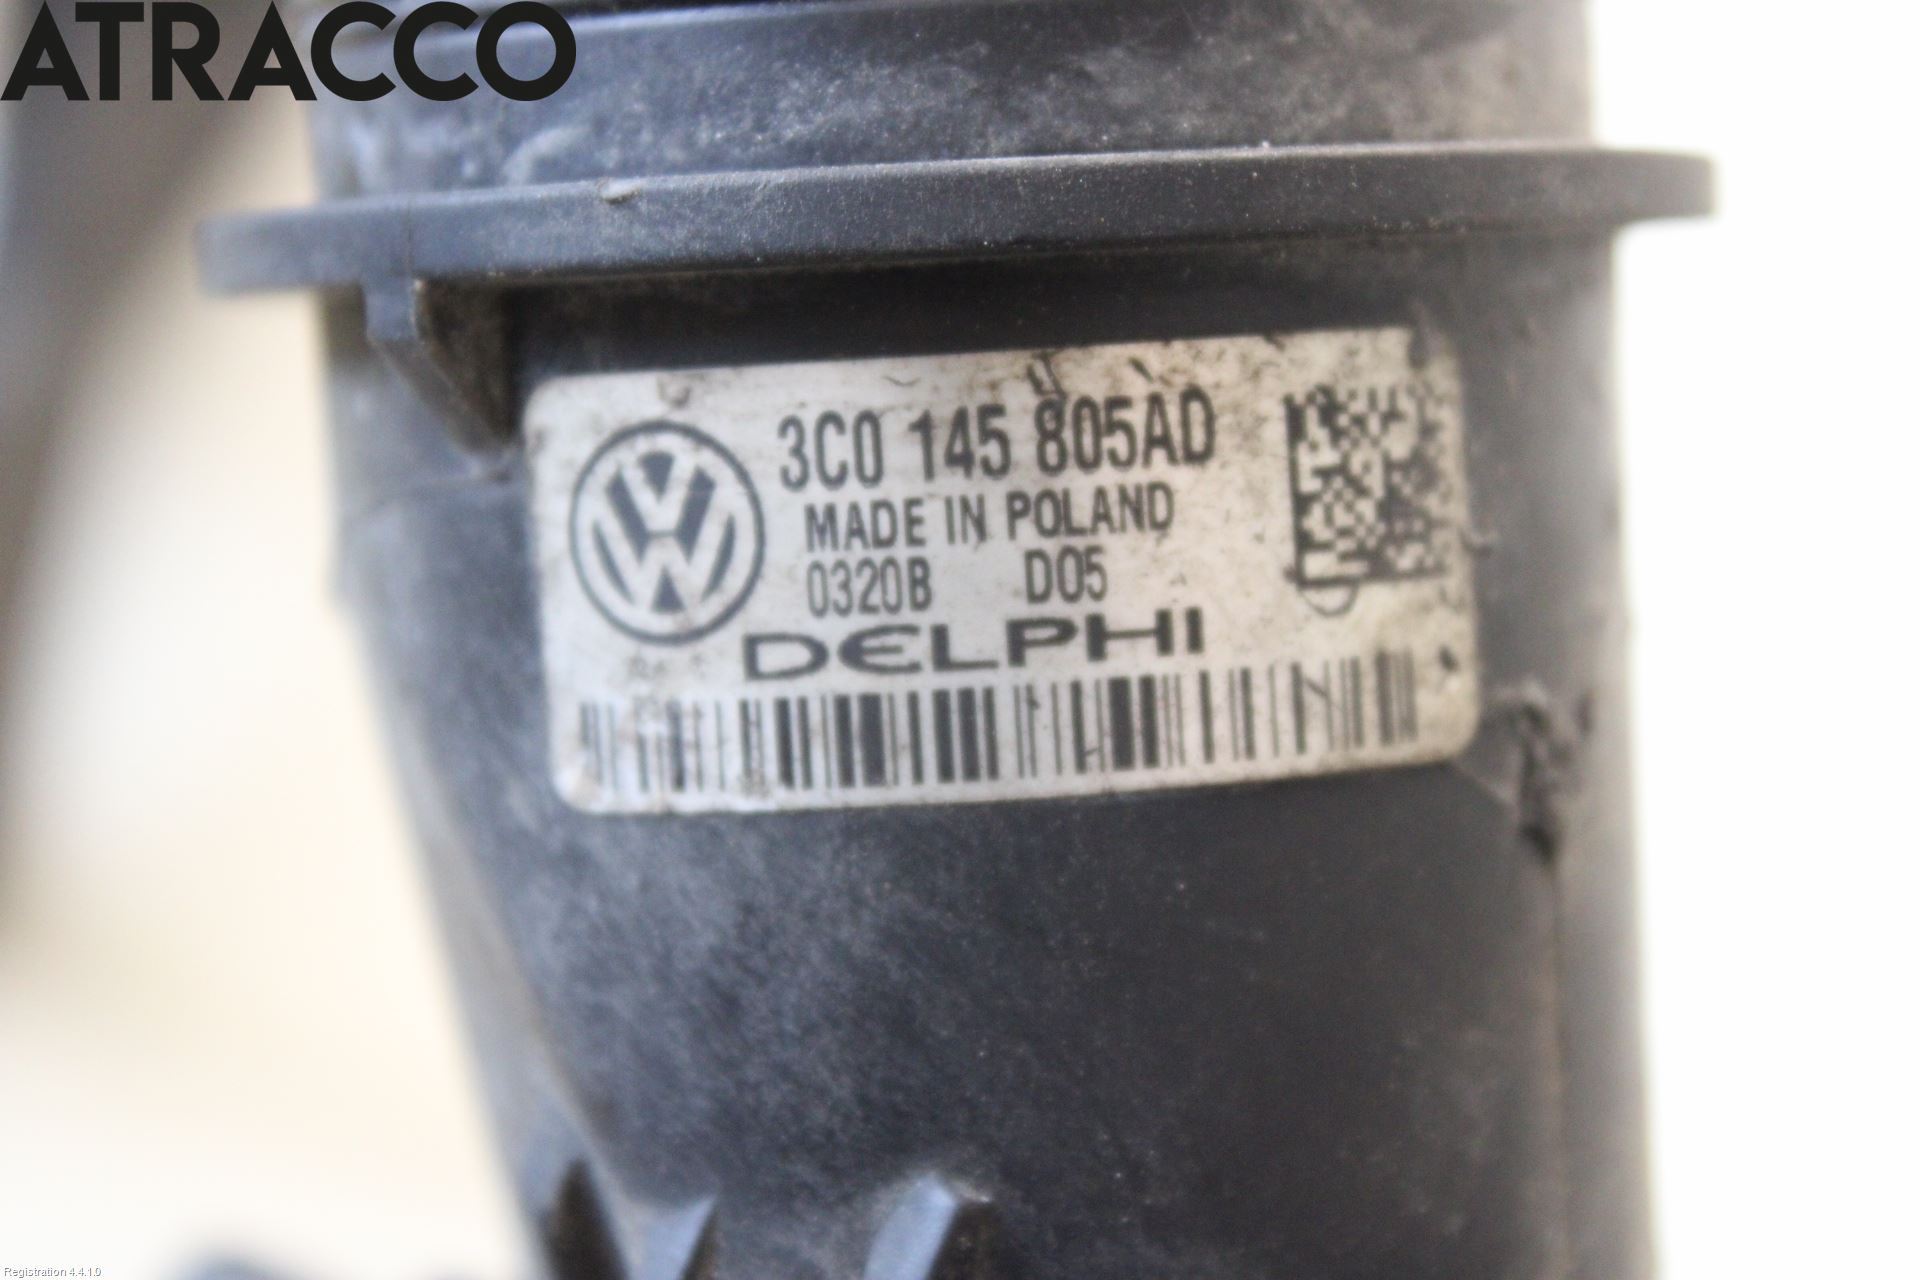 ATRACCO
3C0 145 805AD
MADE IN POLAND
0320B D05
DELPHI
Registration 4.4.1.0